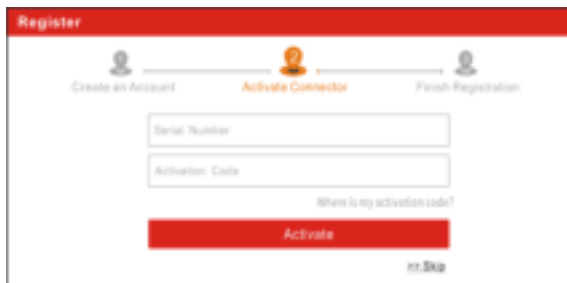 Register
2
Create an Account
Activate Connector
Finish Registration
Serial Number
Activation Code
Where is my activation code?
Activate
>> Skip